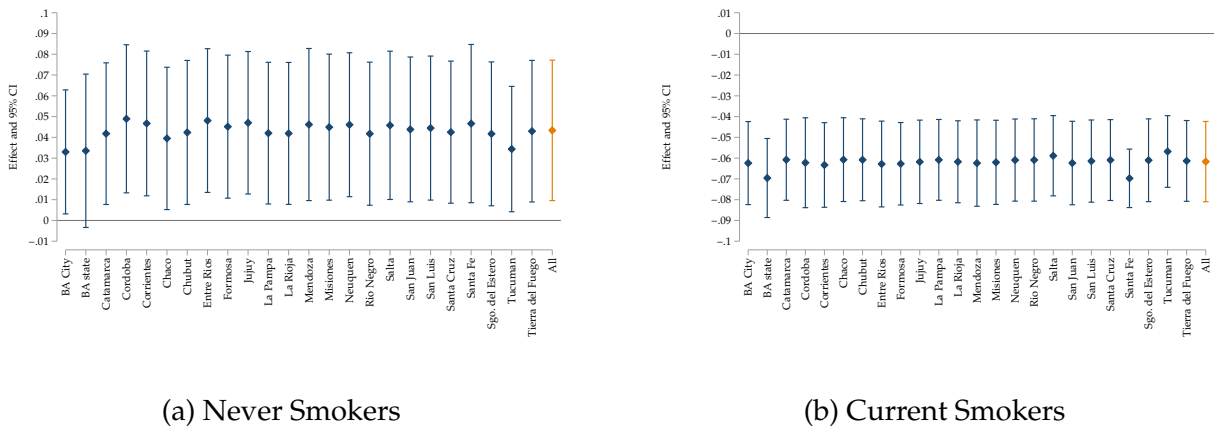 .1
.09
.08
.07
.06
.05
.04
.03
.02
.01
0
-.01
Effect and 95% CI
BA City
BA state
Catamarca
Cordoba
Corrientes
Chaco
Chubut
Entre Rios
Formosa
Jujuy
La Pampa
La Rioja
Mendoza
Misiones
Neuquen
Rio Negro
Salta
San Juan
San Luis
Santa Cruz
Santa Fe
Sgo. del Estero
Tucuman
Tierra del Fuego
All
(a) Never Smokers
.01
0
-.01
-.02
-.03
-.04
-.05
-.06
-.07
-.08
-.09
-.1
Effect and 95% CI
BA City
BA state
Catamarca
Cordoba
Corrientes
Chaco
Chubut
Entre Rios
Formosa
Jujuy
La Pampa
La Rioja
Mendoza
Misiones
Neuquen
Rio Negro
Salta
San Juan
San Luis
Santa Cruz
Santa Fe
Sgo. del Estero
Tucuman
Tierra del Fuego
All
(b) Current Smokers